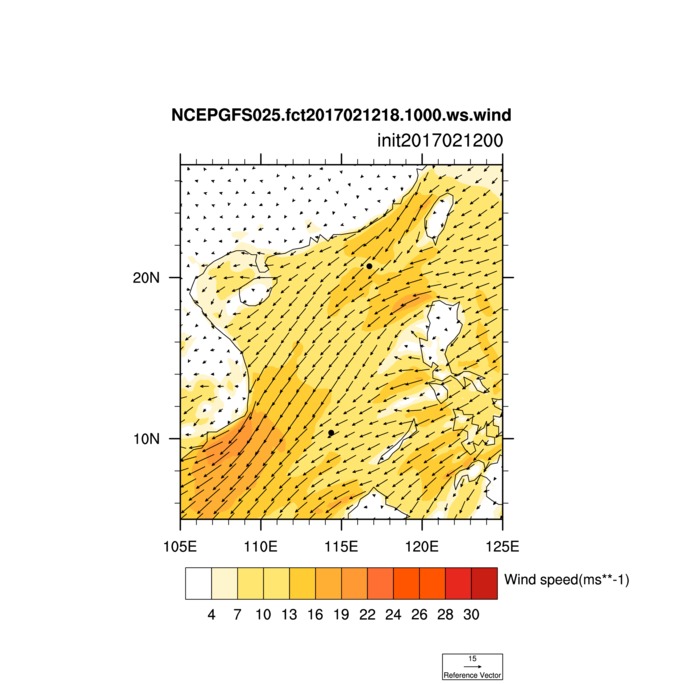 NCEPGFS025.fct2017021218.1000.ws.wind
init2017021200
20N
10N
105E 110E 115E 120E 125E
Wind speed(ms**-1)
4 7 10 13 16 19 22 24 26 28 30
15
Reference Vector